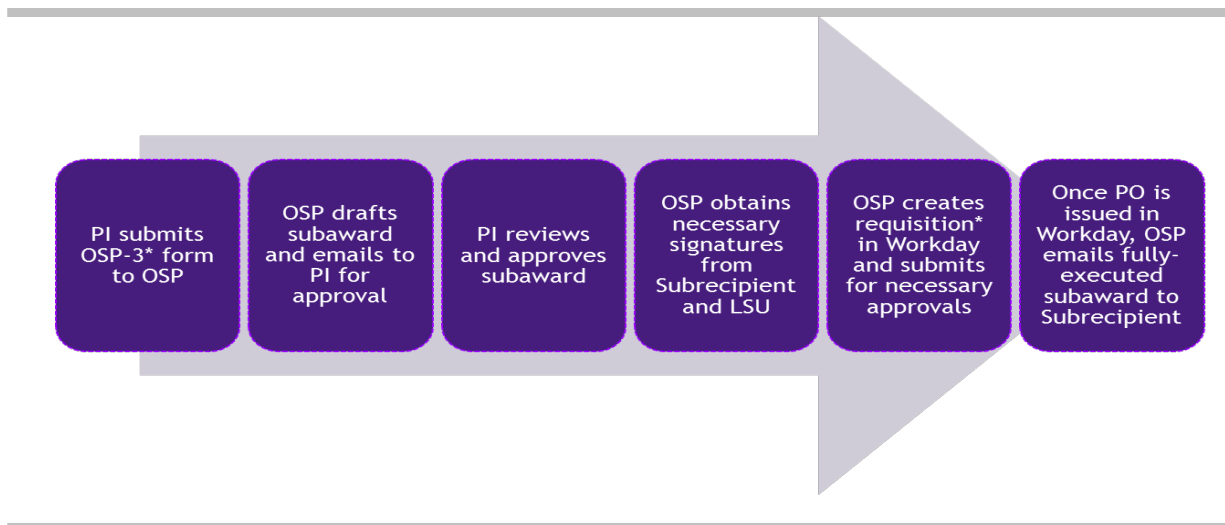 PI submits
OSP-3* form
to OSP
OSP drafts
subaward
and emails to
PI for
approval
PI reviews
and approves
subaward
OSP obtains
necessary
signatures
from
Subrecipient
and LSU
OSP creates
requisition*
in Workday
and submits
for necessary
approvals
Once PO is
issued in
Workday, OSP
emails fully-
executed
subaward to
Subrecipient